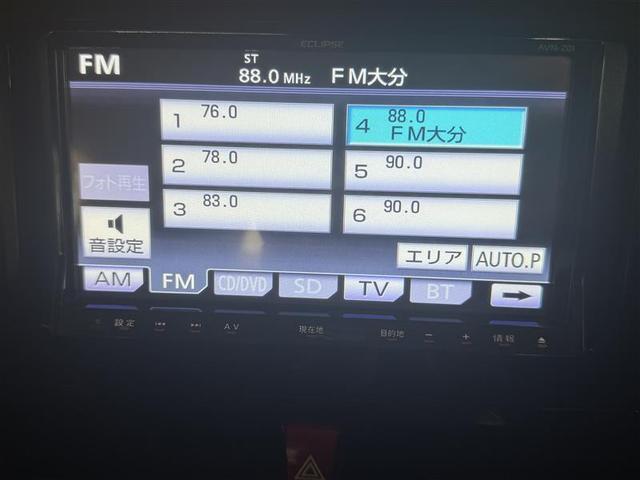 ECLIPSE
AVN-Z01
FM
ST
88.0 MHz FM大分
1 76.0
2 78.0
3 83.0
4 88.0
FM大分
5 90.0
6 90.0
フォト再生
音設定
エリア
AUTO.P
AM FM CD/DVD SD TV BT
設定 AV 現在地 目的地 − + 情報